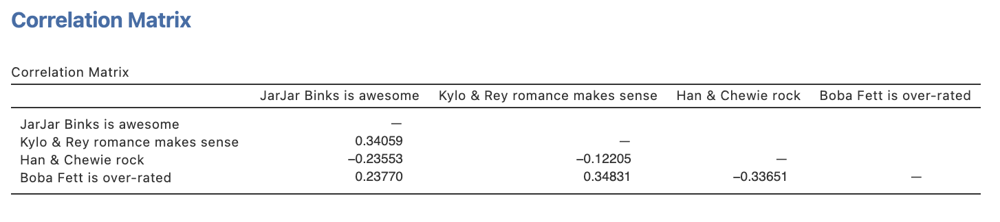 Correlation Matrix
Correlation Matrix
JarJar Binks is awesome Kylo & Rey romance makes sense Han & Chewie rock Boba Fett is over-rated
JarJar Binks is awesome —
Kylo & Rey romance makes sense 0.34059 —
Han & Chewie rock −0.23553 −0.12205 —
Boba Fett is over-rated 0.23770 0.34831 −0.33651 —